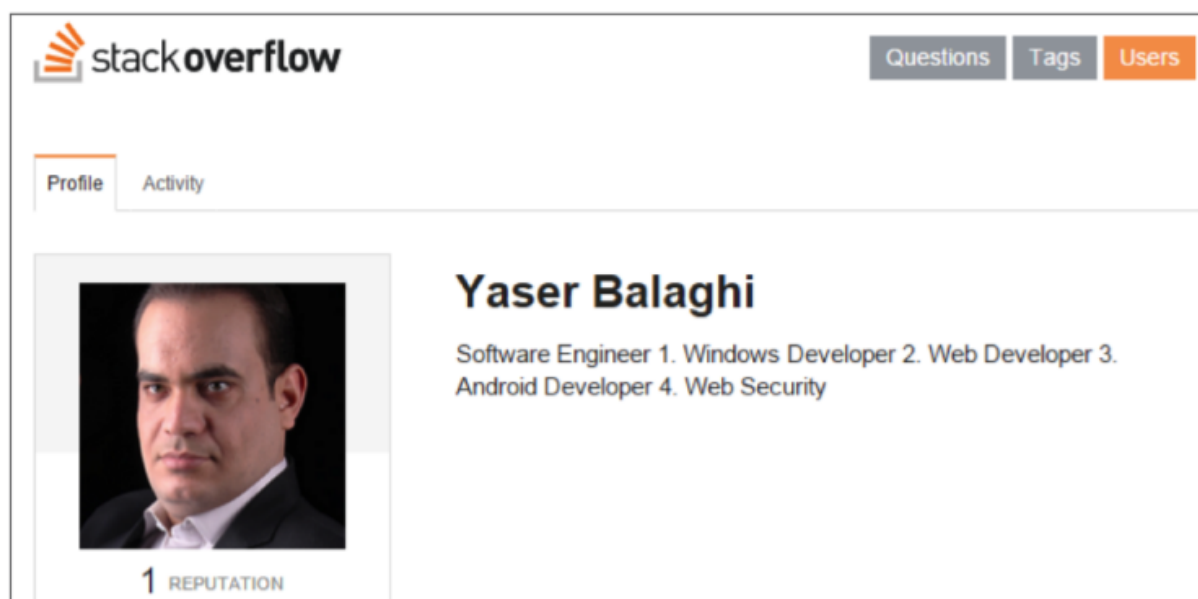 stackoverflow
Questions Tags Users
Profile Activity
Yaser Balaghi
Software Engineer 1. Windows Developer 2. Web Developer 3.
Android Developer 4. Web Security
1 REPUTATION